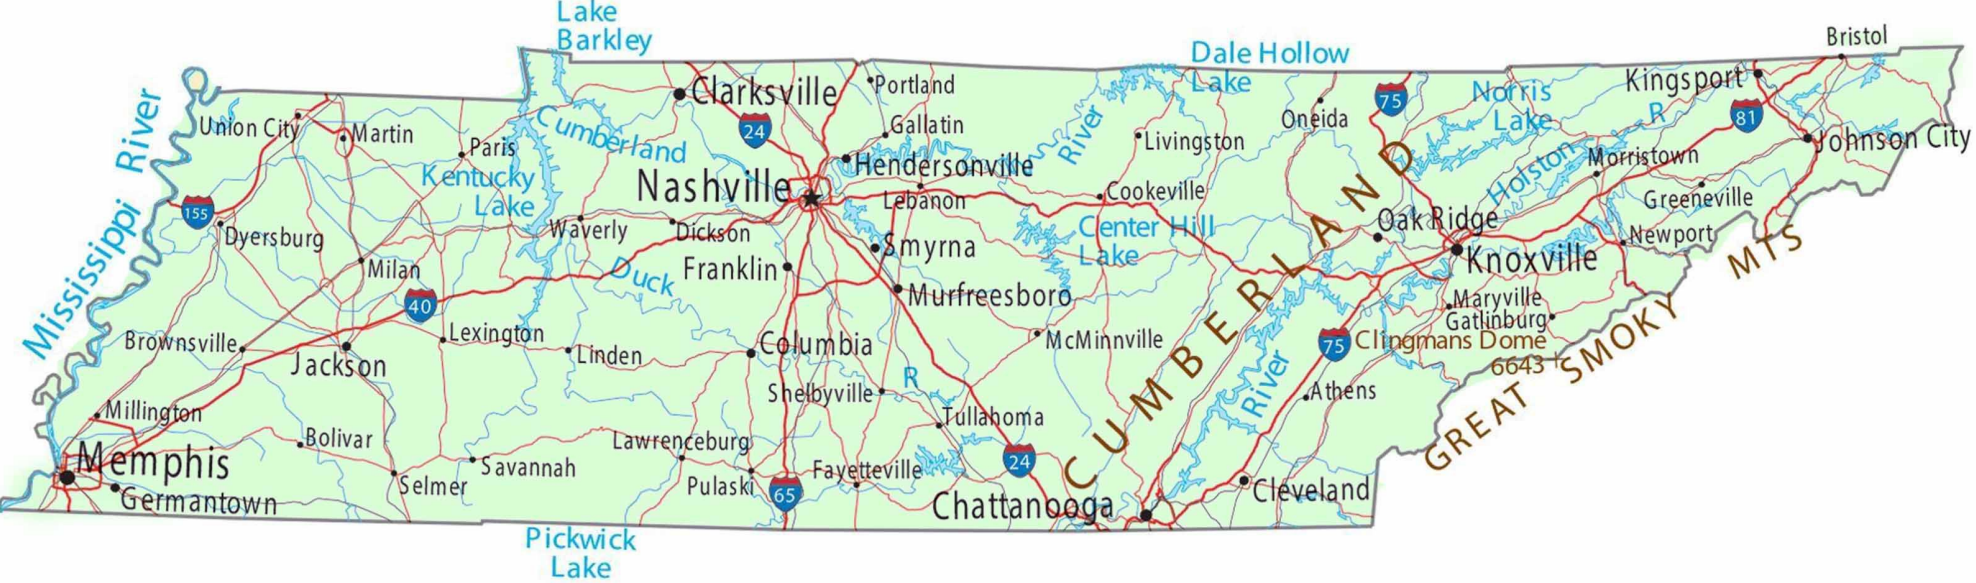 Lake
Barkley
Bristol
Dale Hollow
Lake
Kingsport
Clarksville
Portland
75
Norris
Lake
R
81
Mississippi River
Union City
Martin
Paris
Cumberland
24
Gallatin
River
Livingston
Oneida
Johnson City
Kentucky
Lake
Nashville
Hendersonville
Lebanon
Cookeville
Holston
Morristown
Greeneville
155
Dyersburg
Waverly
Dickson
Smyrna
Center Hill
Lake
Oak Ridge
Newport
Milan
Duck
Franklin
Knoxville
40
Murfreesboro
CUMBERLAND
Maryville
Gatlinburg
Brownsville
Lexington
Jackson
Linden
Columbia
McMinnville
75
Clingmans Dome
6643 +
GREAT SMOKY MTS
Shelbyville
R
River
Athens
Millington
Tullahoma
Bolivar
Lawrenceburg
Memphis
Savannah
Fayetteville
24
Selmer
Pulaski
65
Germantown
Chattanooga
Cleveland
Pickwick
Lake